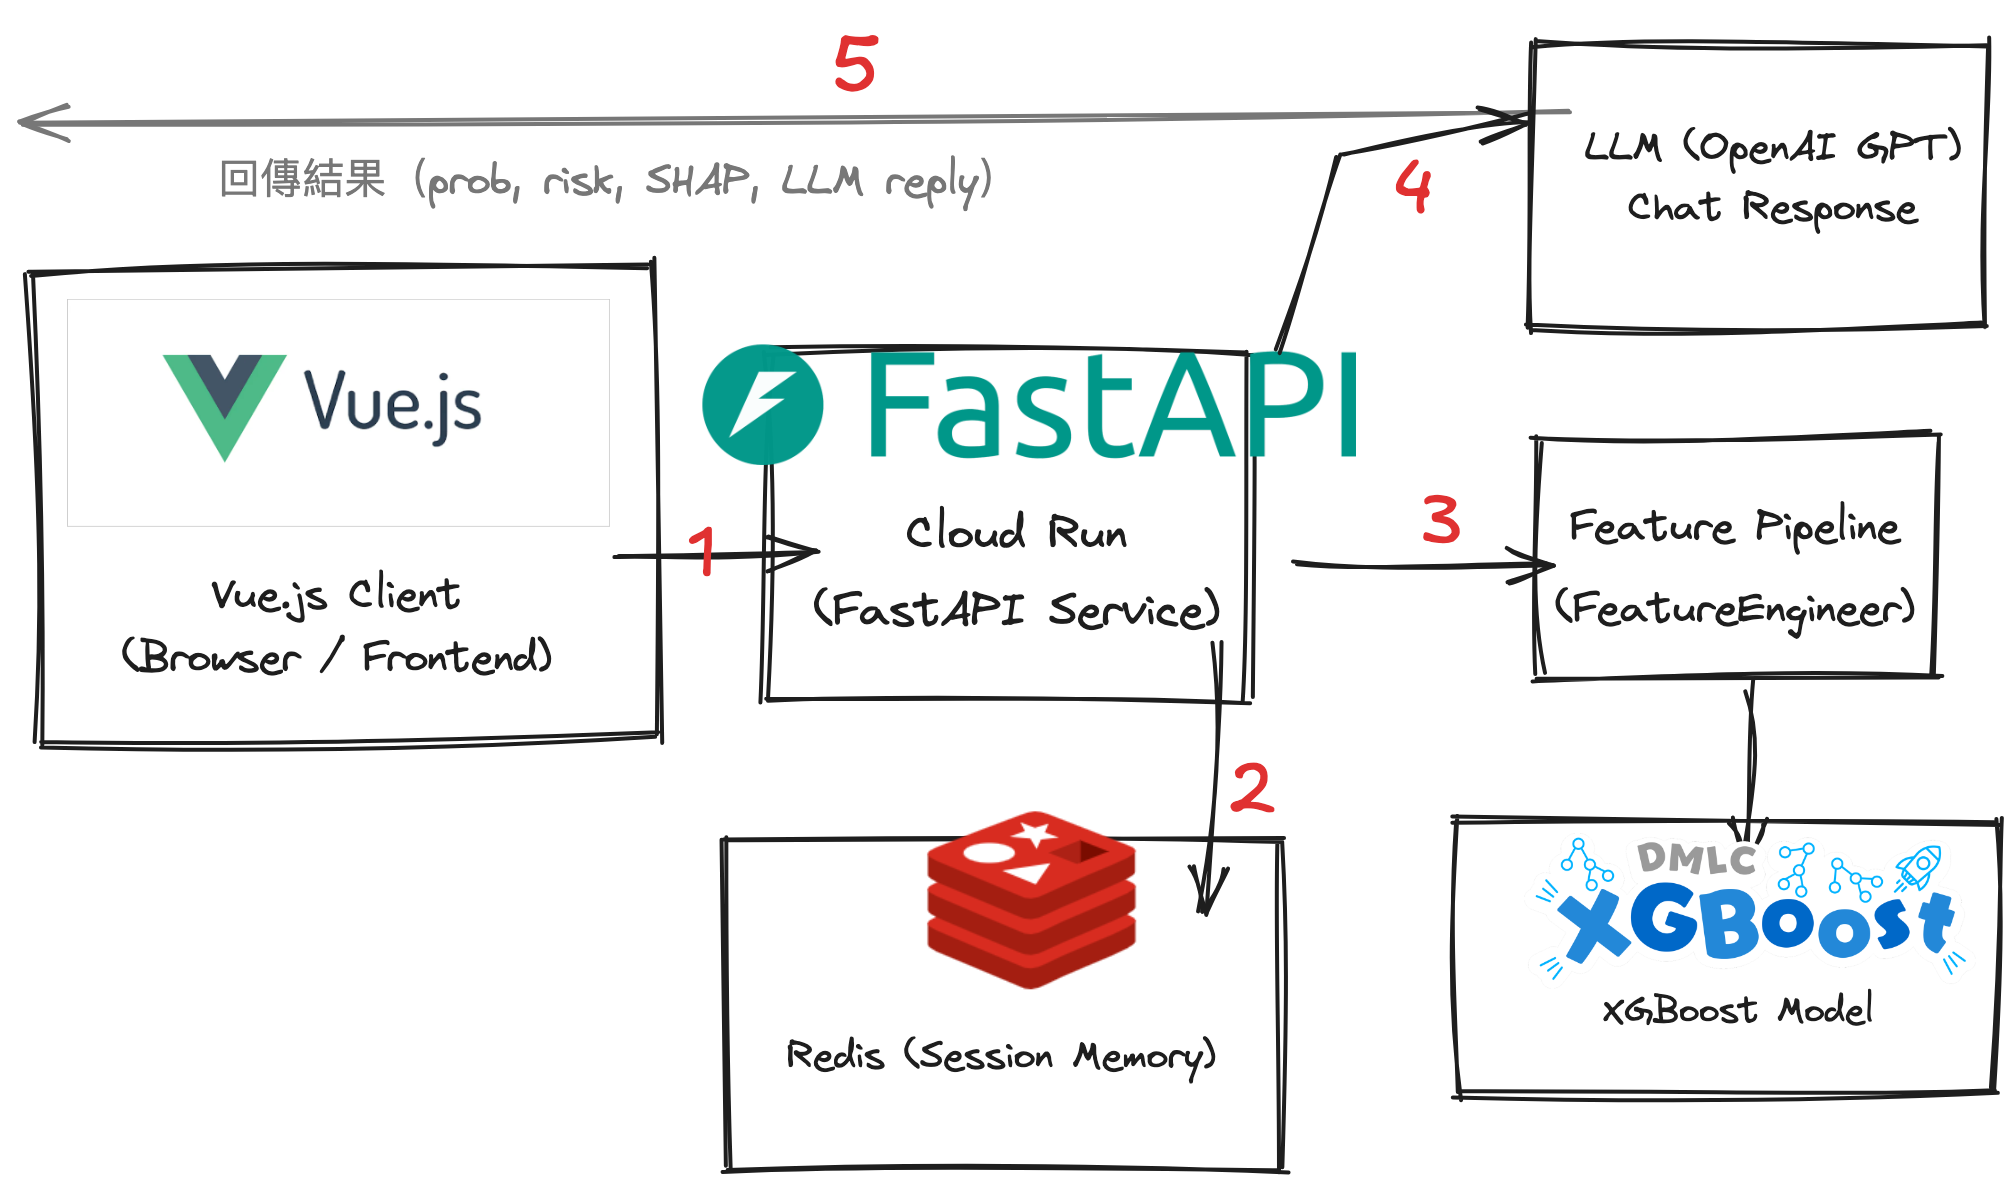 5
回傳結果 (prob, risk, SHAP, LLM reply)
4
LLM (OpenAI GPT)
Chat Response
Vue.js
Vue.js Client
(Browser / Frontend)
1
FastAPI
Cloud Run
(FastAPI Service)
3
Feature Pipeline
(FeatureEngineer)
2
Redis (Session Memory)
DMLC
XGBoost
XGBoost Model